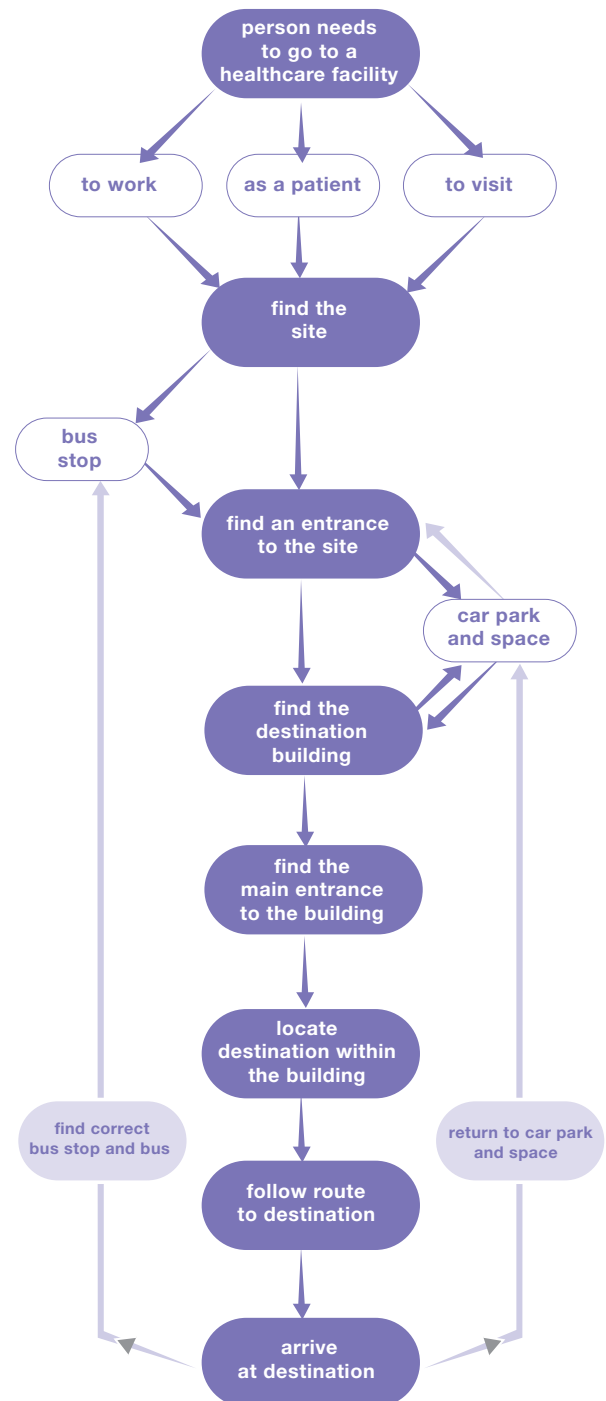 person needs
to go to a
healthcare facility
to work
as a patient
to visit
find the
site
bus
stop
find an entrance
to the site
car park
and space
find the
destination
building
find the
main entrance
to the building
locate
destination within
the building
find correct
bus stop and bus
return to car park
and space
follow route
to destination
arrive
at destination